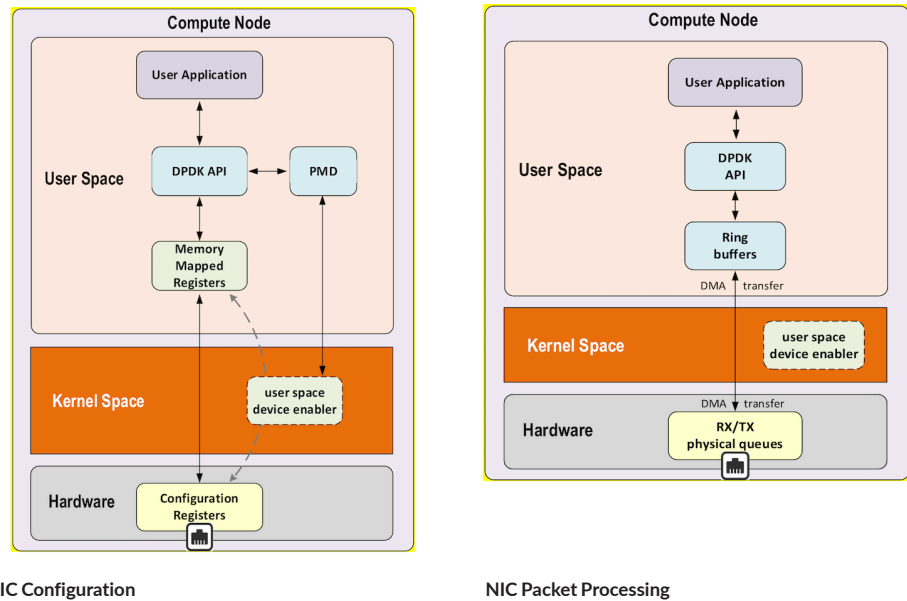 Compute Node
User Application
User Space
DPDK API
PMD
Memory
Mapped
Registers
Kernel Space
user space
device enabler
Hardware
Configuration
Registers
IC Configuration
Compute Node
User Application
User Space
DPDK
API
Ring
buffers
DMA transfer
Kernel Space
user space
device enabler
DMA transfer
Hardware
RX/TX
physical queues
NIC Packet Processing